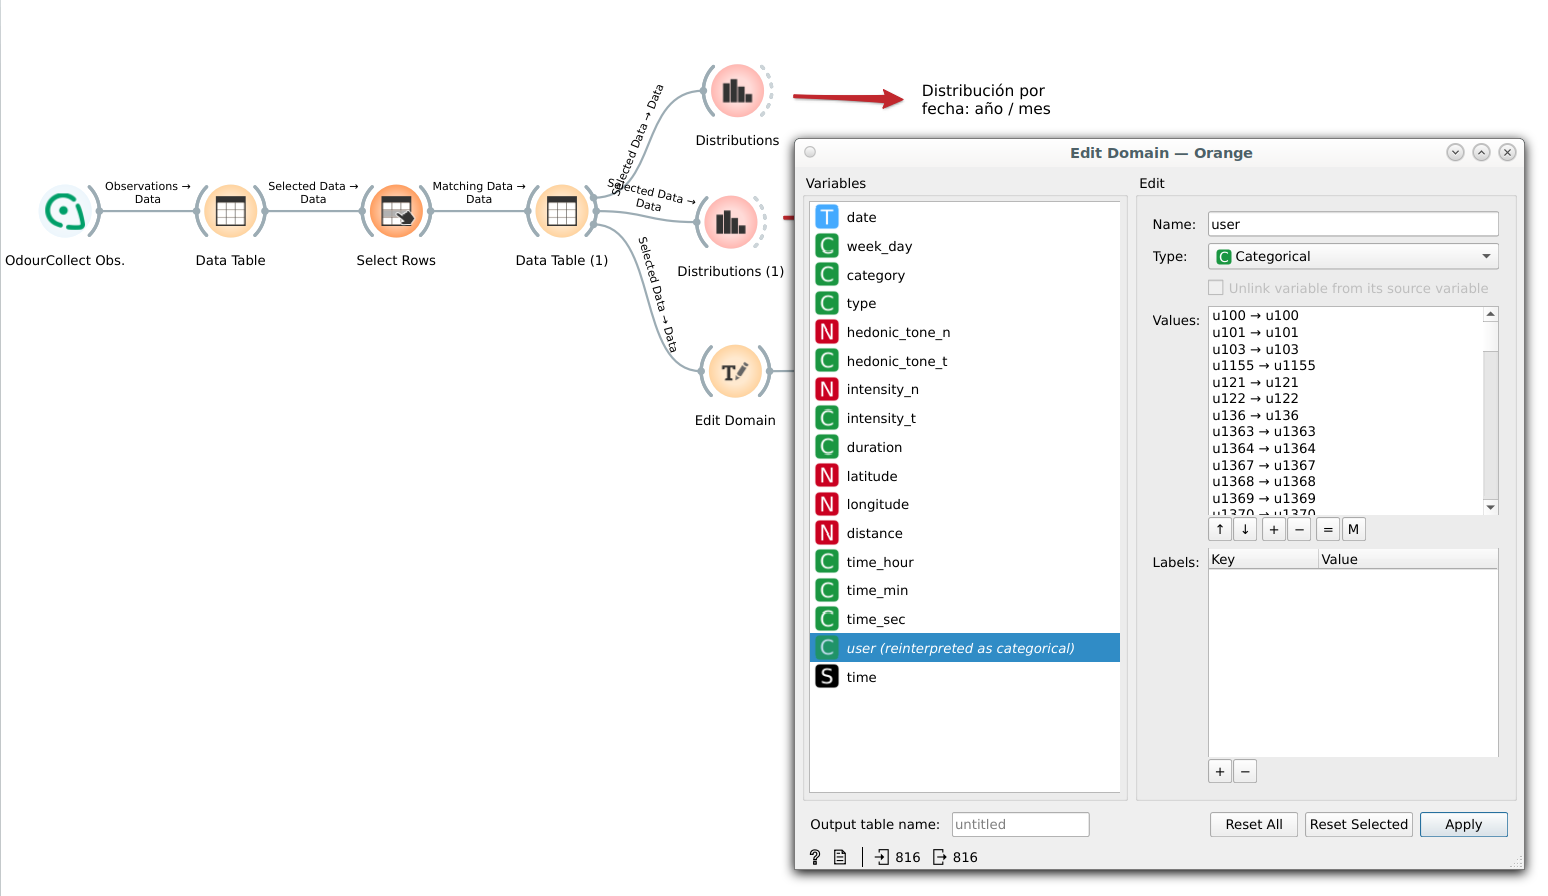 Distribución por
fecha: año / mes
Selected Data → Data
Distributions
Observations →
Data
Selected Data →
Data
Matching Data →
Data
Selected Data →
Data
OdourCollect Obs.
Data Table
Select Rows
Data Table (1)
Distributions (1)
Selected Data → Data
Edit Domain
Edit Domain — Orange
Variables
T date
C week_day
C category
C type
N hedonic_tone_n
C hedonic_tone_t
N intensity_n
C intensity_t
C duration
N latitude
N longitude
N distance
C time_hour
C time_min
C time_sec
C user (reinterpreted as categorical)
S time
Edit
Name: user
Type: C Categorical
Unlink variable from its source variable
Values:
u100 → u100
u101 → u101
u103 → u103
u1155 → u1155
u121 → u121
u122 → u122
u136 → u136
u1363 → u1363
u1364 → u1364
u1367 → u1367
u1368 → u1368
u1369 → u1369
u1370 → u1370
↑ ↓ + − = M
Labels:
Key Value
+ −
Output table name: untitled
Reset All Reset Selected Apply
? 816 816